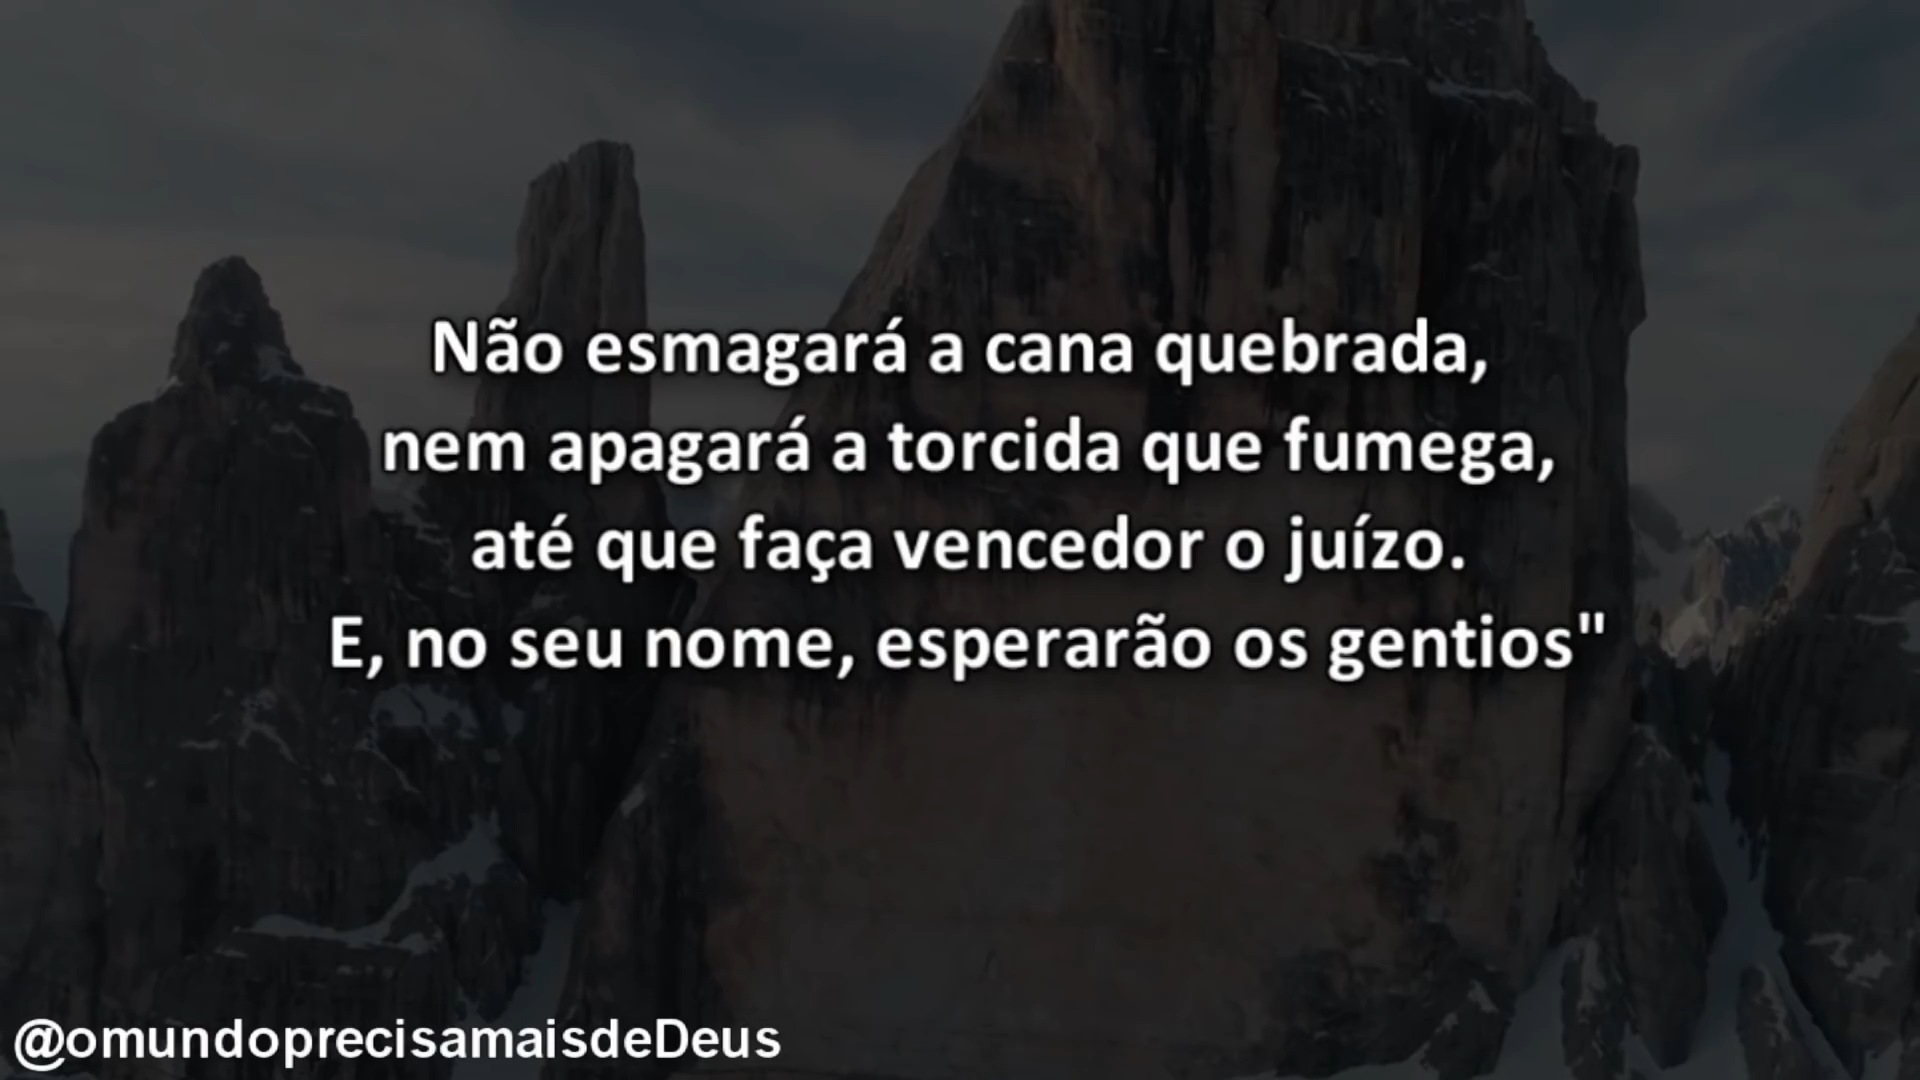 Não esmagará a cana quebrada,
nem apagará a torcida que fumega,
até que faça vencedor o juízo.
E, no seu nome, esperarão os gentios"
@omundoprecisamaisdeDeus